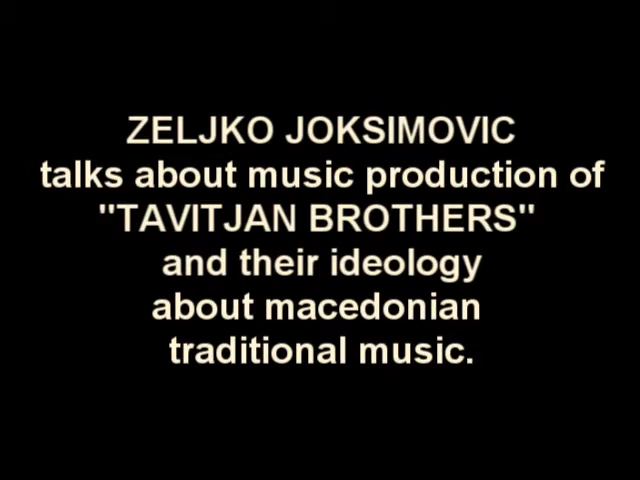 ZELJKO JOKSIMOVIC
talks about music production of
"TAVITJAN BROTHERS"
and their ideology
about macedonian
traditional music.